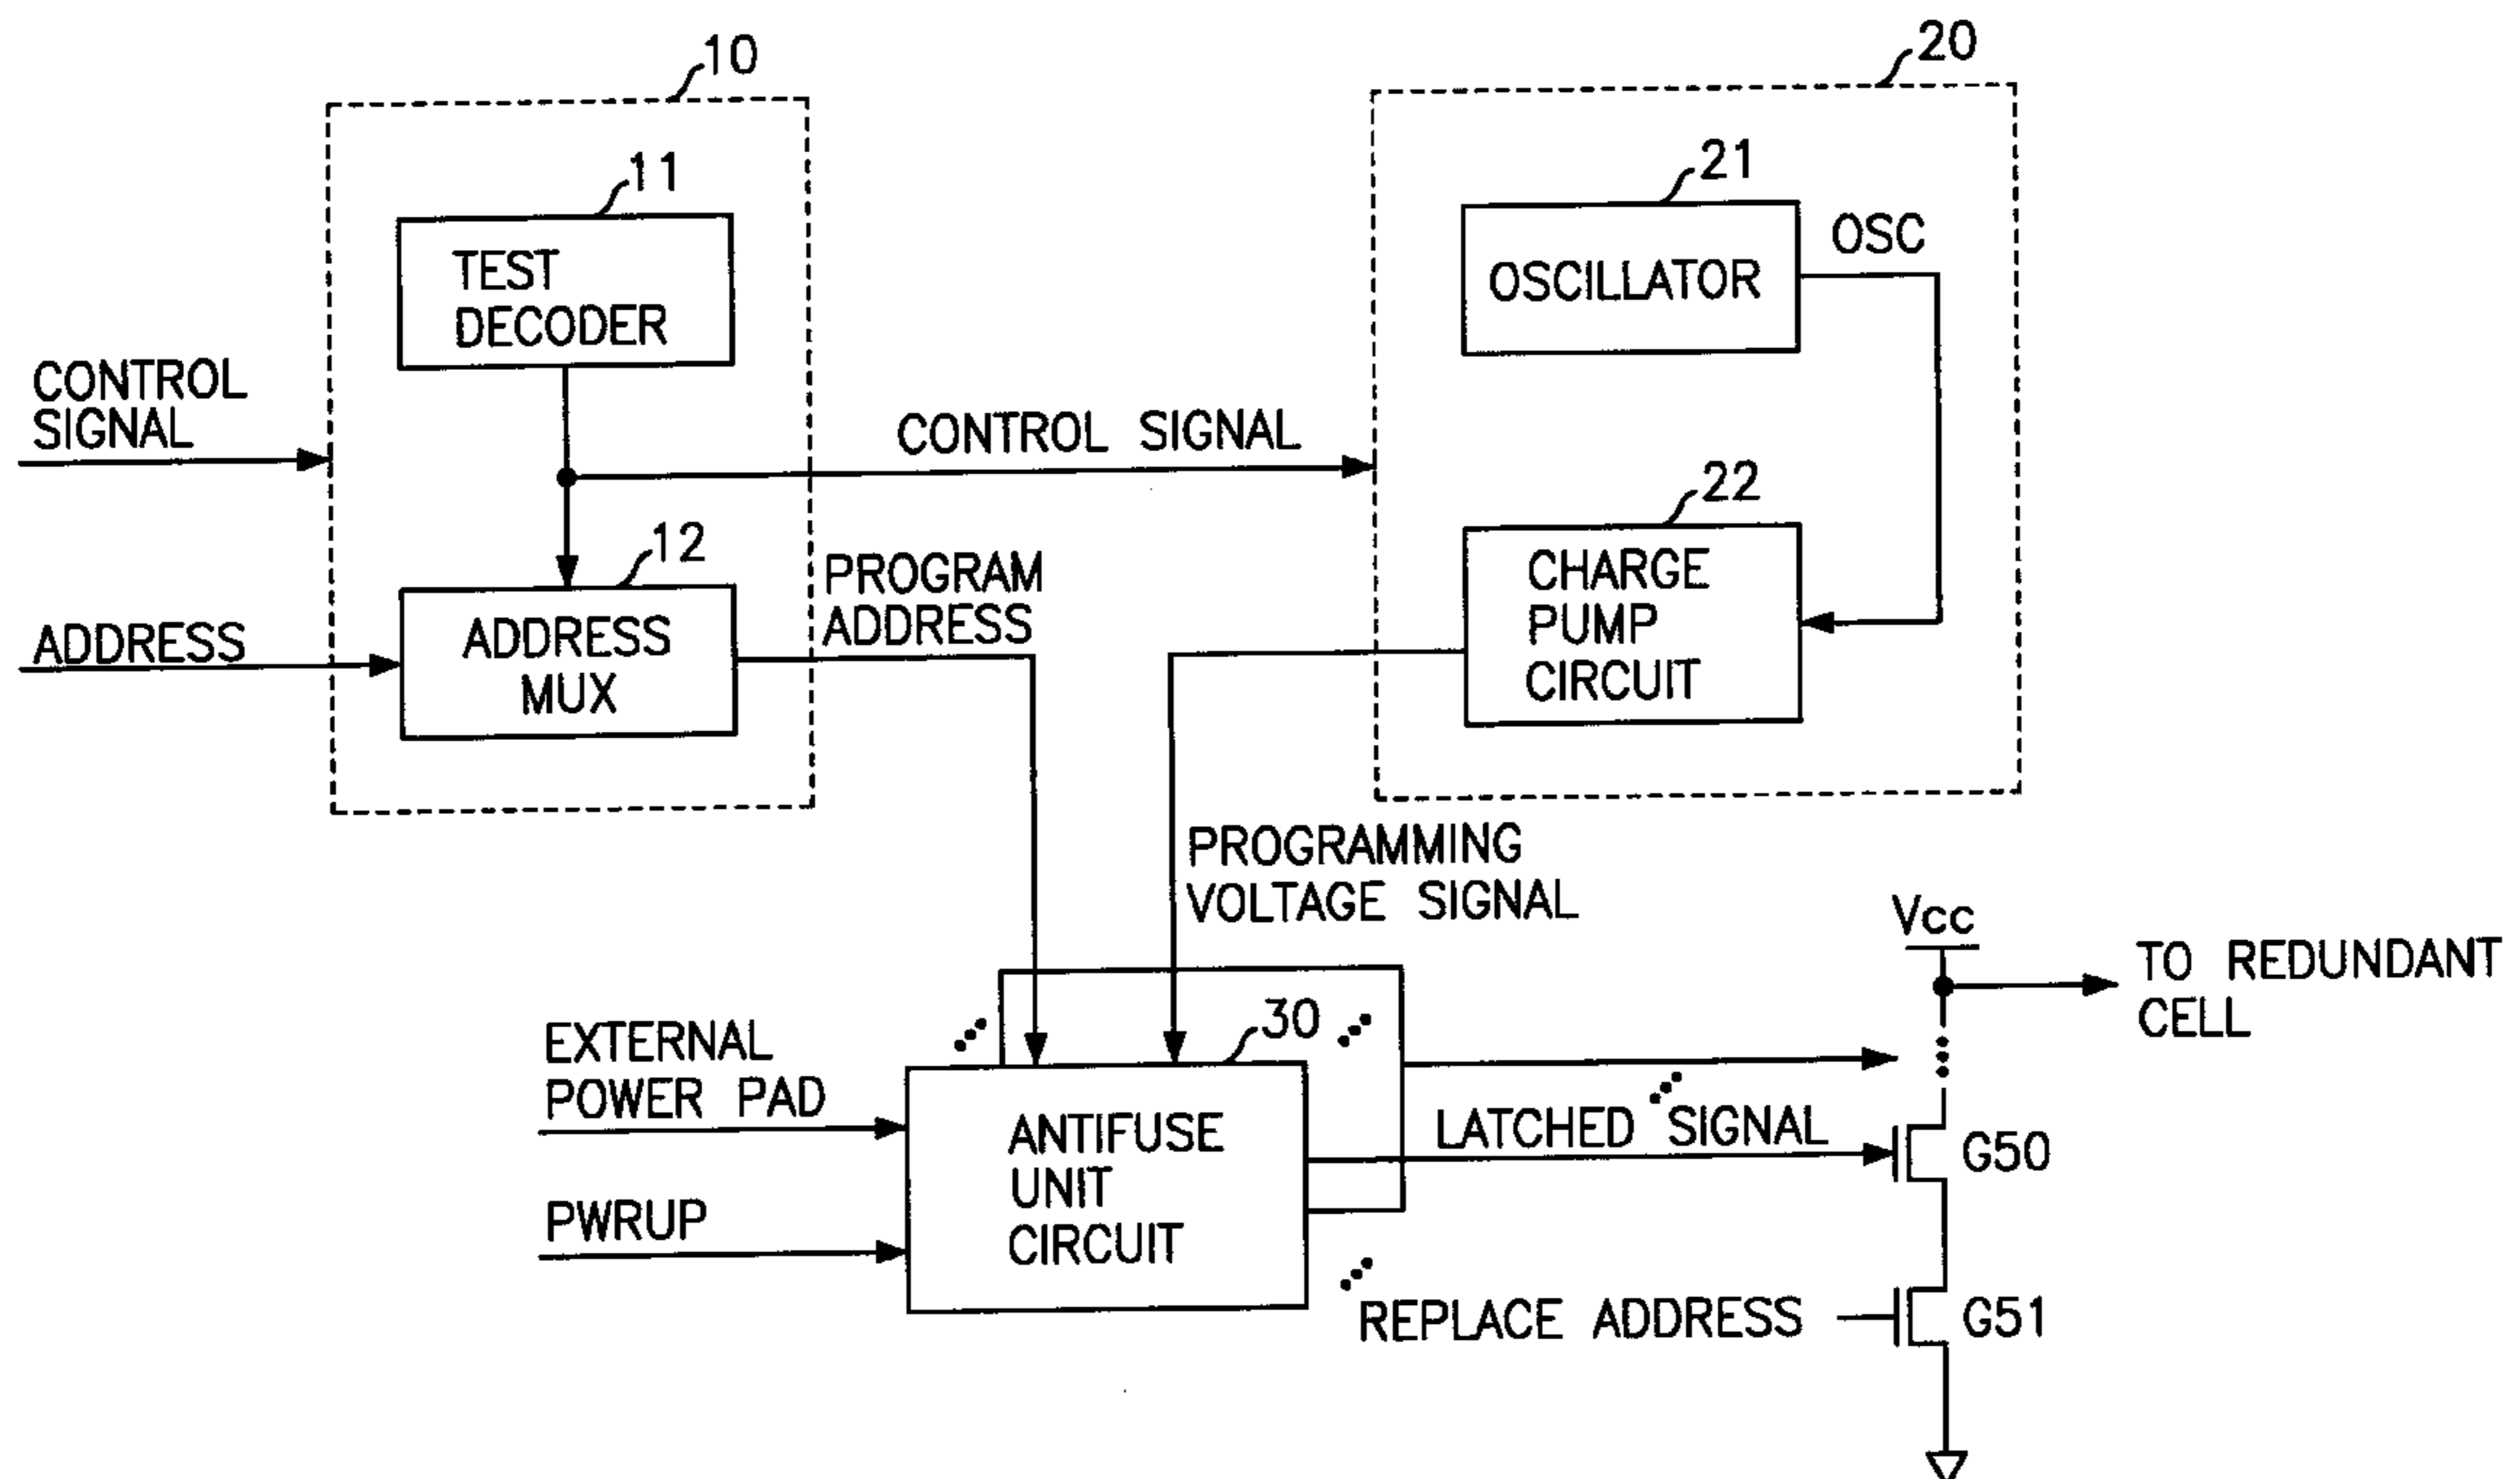 10
20
11
TEST
DECODER
21
OSC
OSCILLATOR
CONTROL
SIGNAL
CONTROL SIGNAL
22
CHARGE
PUMP
CIRCUIT
12
ADDRESS
ADDRESS
MUX
PROGRAM
ADDRESS
PROGRAMMING
VOLTAGE SIGNAL
Vcc
TO REDUNDANT
CELL
30
EXTERNAL
POWER PAD
ANTIFUSE
UNIT
CIRCUIT
LATCHED SIGNAL
G50
PWRUP
REPLACE ADDRESS
G51